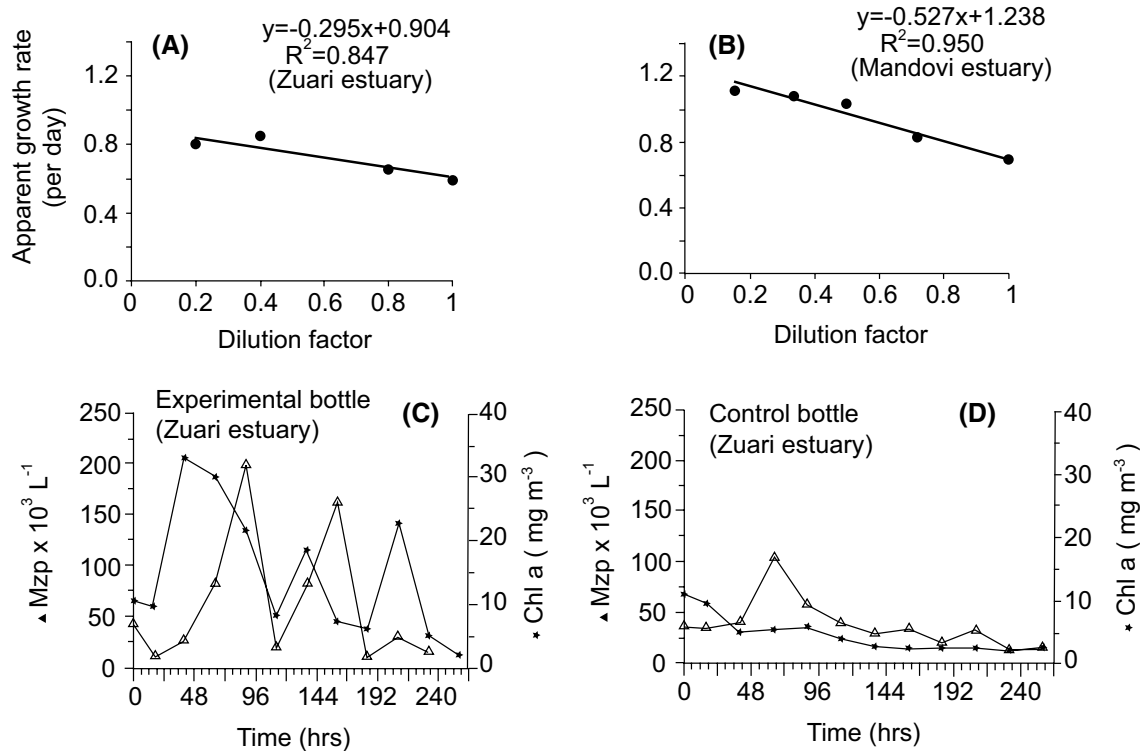 (A)
y=-0.295x+0.904
R²=0.847
(Zuari estuary)
Apparent growth rate
(per day)
1.2
0.8
0.4
0.0
0 0.2 0.4 0.6 0.8 1
Dilution factor
(B)
y=-0.527x+1.238
R²=0.950
(Mandovi estuary)
1.2
0.8
0.4
0.0
0 0.2 0.4 0.6 0.8 1
Dilution factor
Experimental bottle
(Zuari estuary)
(C)
▲ Mzp x 10³ L⁻¹
250
200
150
100
50
0
40
30
20
10
0
★ Chl a ( mg m⁻³)
0 48 96 144 192 240
Time (hrs)
Control bottle
(Zuari estuary)
(D)
▲ Mzp x 10³ L⁻¹
250
200
150
100
50
0
40
30
20
10
0
★ Chl a ( mg m⁻³)
0 48 96 144 192 240
Time (hrs)